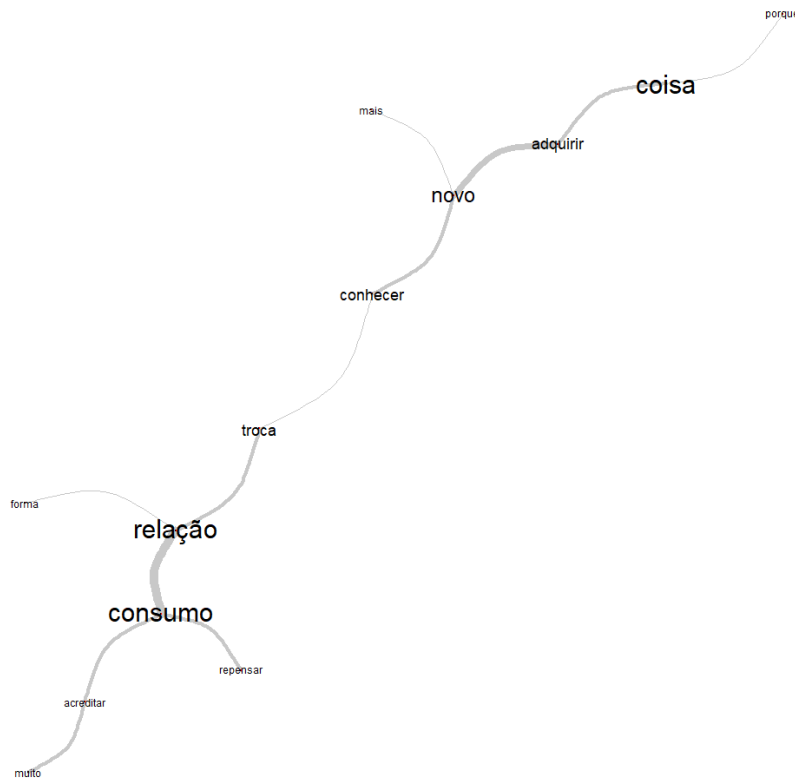 porque
coisa
mais
adquirir
novo
conhecer
troca
forma
relação
consumo
repensar
acreditar
muito